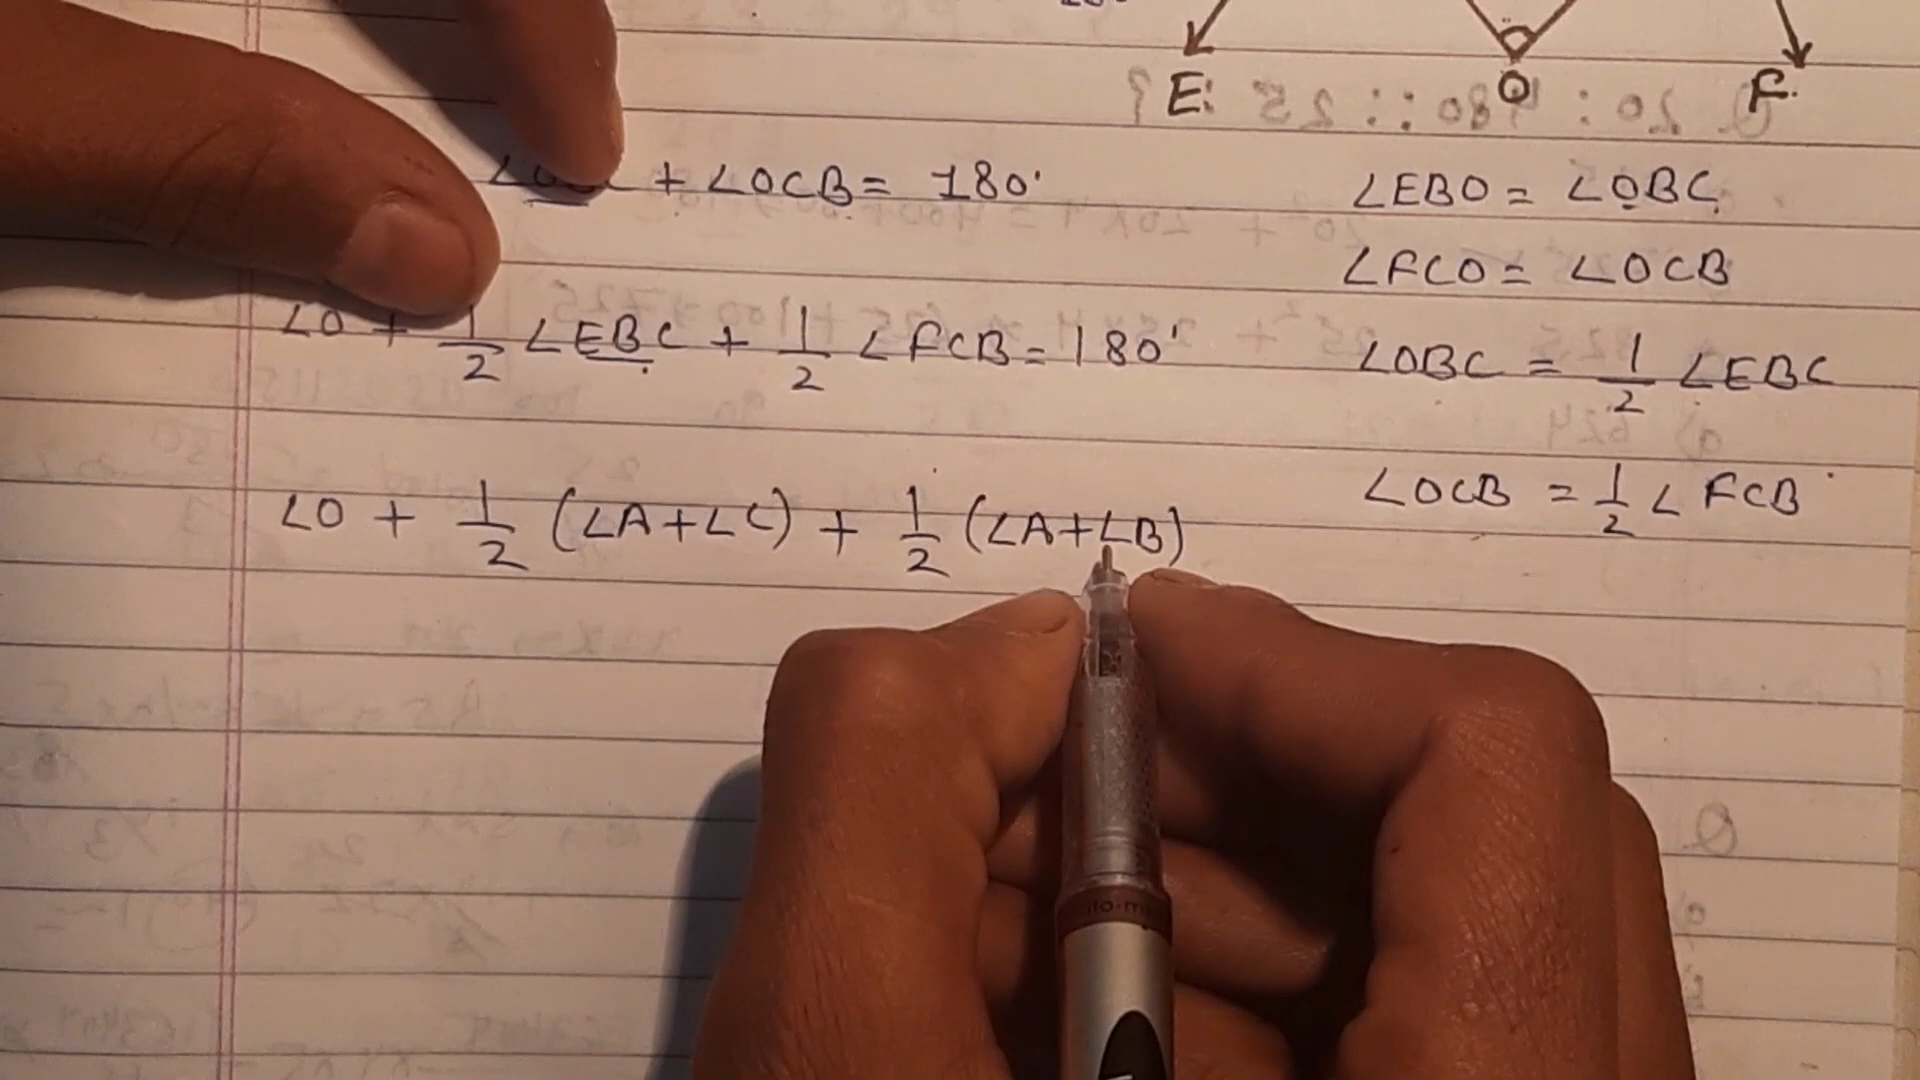 E O F
+ ∠OCB = 180°
∠EBO = ∠OBC
∠FCO = ∠OCB
∠O + 1/2 ∠EBC + 1/2 ∠FCB = 180°
∠OBC = 1/2 ∠EBC
∠OCB = 1/2 ∠FCB
∠O + 1/2 (∠A+∠C) + 1/2 (∠A+∠B)